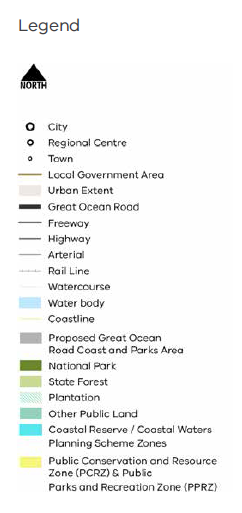 Legend
NORTH
City
Regional Centre
Town
Local Government Area
Urban Extent
Great Ocean Road
Freeway
Highway
Arterial
Rail Line
Watercourse
Water body
Coastline
Proposed Great Ocean
Road Coast and Parks Area
National Park
State Forest
Plantation
Other Public Land
Coastal Reserve / Coastal Waters
Planning Scheme Zones
Public Conservation and Resource
Zone (PCRZ) & Public
Parks and Recreation Zone (PPRZ)